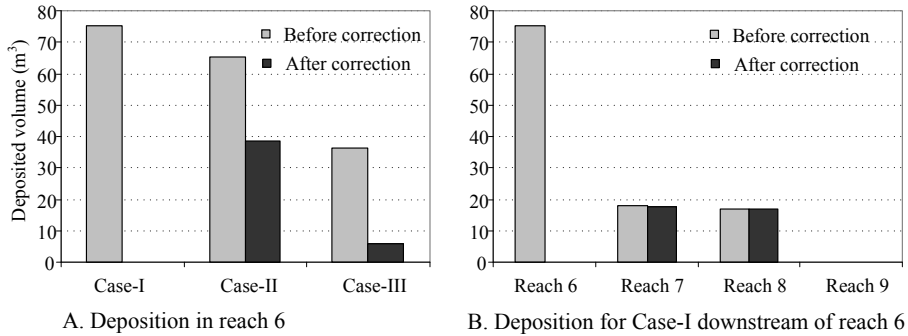 Deposited volume (m³)
80
70
60
50
40
30
20
10
0
Before correction
After correction
Case-I Case-II Case-III
A. Deposition in reach 6
80
70
60
50
40
30
20
10
0
Before correction
After correction
Reach 6 Reach 7 Reach 8 Reach 9
B. Deposition for Case-I downstream of reach 6